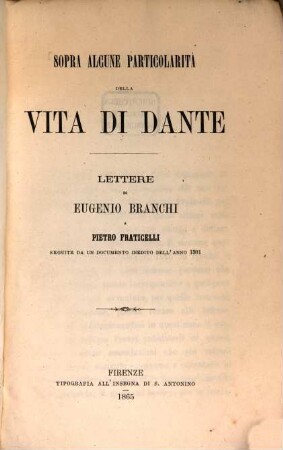 SOPRA ALCUNE PARTICOLARITÀ
DELLA
VITA DI DANTE
LETTERE
DI
EUGENIO BRANCHI
A
PIETRO FRATICELLI
SEGUITE DA UN DOCUMENTO INEDITO DELL'ANNO 1301
FIRENZE
TIPOGRAFIA ALL'INSEGNA DI S. ANTONINO
1865